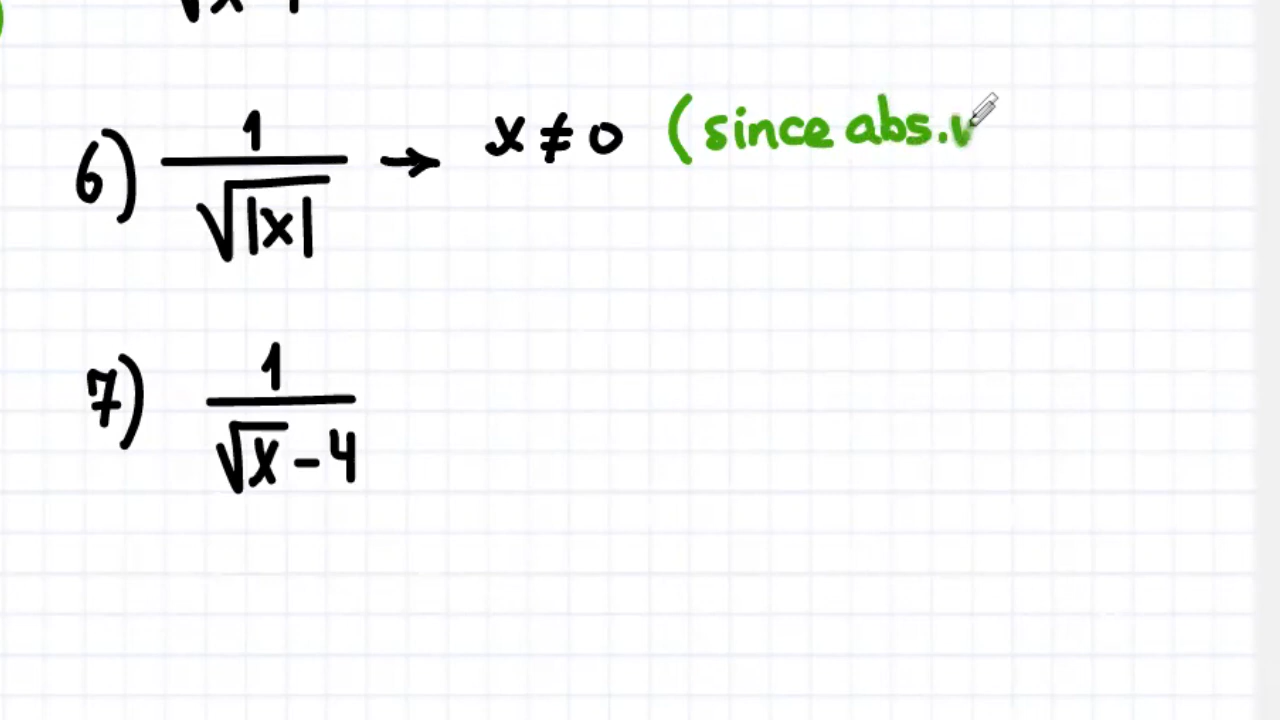 6) 1/√|x| → x ≠ 0 (since abs. v
7) 1/(√x - 4)